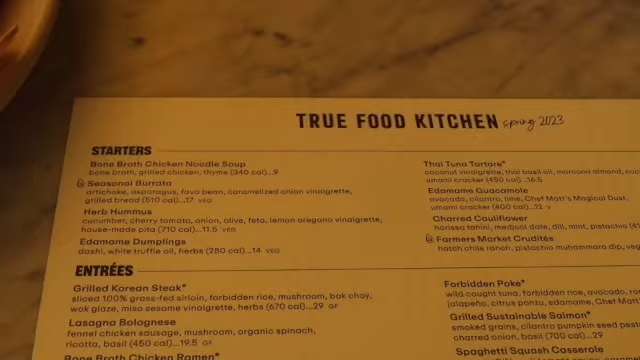 TRUE FOOD KITCHEN spring 2023
STARTERS
Bone Broth Chicken Noodle Soup
bone broth, grilled chicken, thyme (340 cal)...9
Seasonal Burrata
artichoke, asparagus, fava bean, caramelized onion vinaigrette,
grilled bread (610 cal)...17 VEG
Herb Hummus
cucumber, cherry tomato, onion, olive, feta, lemon oregano vinaigrette,
house-made pita (710 cal)...11.5 VEG
Edamame Dumplings
dashi, white truffle oil, herbs (280 cal)...14 VEG
Thai Tuna Tartare*
coconut vinaigrette, thai basil oil, marcona almond,
umami cracker (450 cal)...16.5
Edamame Guacamole
avocado, cilantro, lime, Chef Matt's Magical Dust,
umami cracker (400 cal)...12 V
Charred Cauliflower
harissa tahini, medjool date, dill, mint, pistachio
Farmers Market Crudités
hatch chile ranch, pistachio muhammara dip,
ENTRÉES
Grilled Korean Steak*
sliced 100% grass-fed sirloin, forbidden rice, mushroom, bok choy,
wok glaze, miso sesame vinaigrette, herbs (670 cal)...29 GF
Lasagna Bolognese
fennel chicken sausage, mushroom, organic spinach,
ricotta, basil (450 cal)...19.5 GF
Bone Broth Chicken Ramen*
Forbidden Poke*
wild caught tuna, forbidden rice, avocado,
jalapeño, citrus ponzu, edamame, Chef Matt's
Grilled Sustainable Salmon*
smoked grains, cilantro pumpkin seed
charred onion, basil (700 cal)...29
Spaghetti Squash Casserole